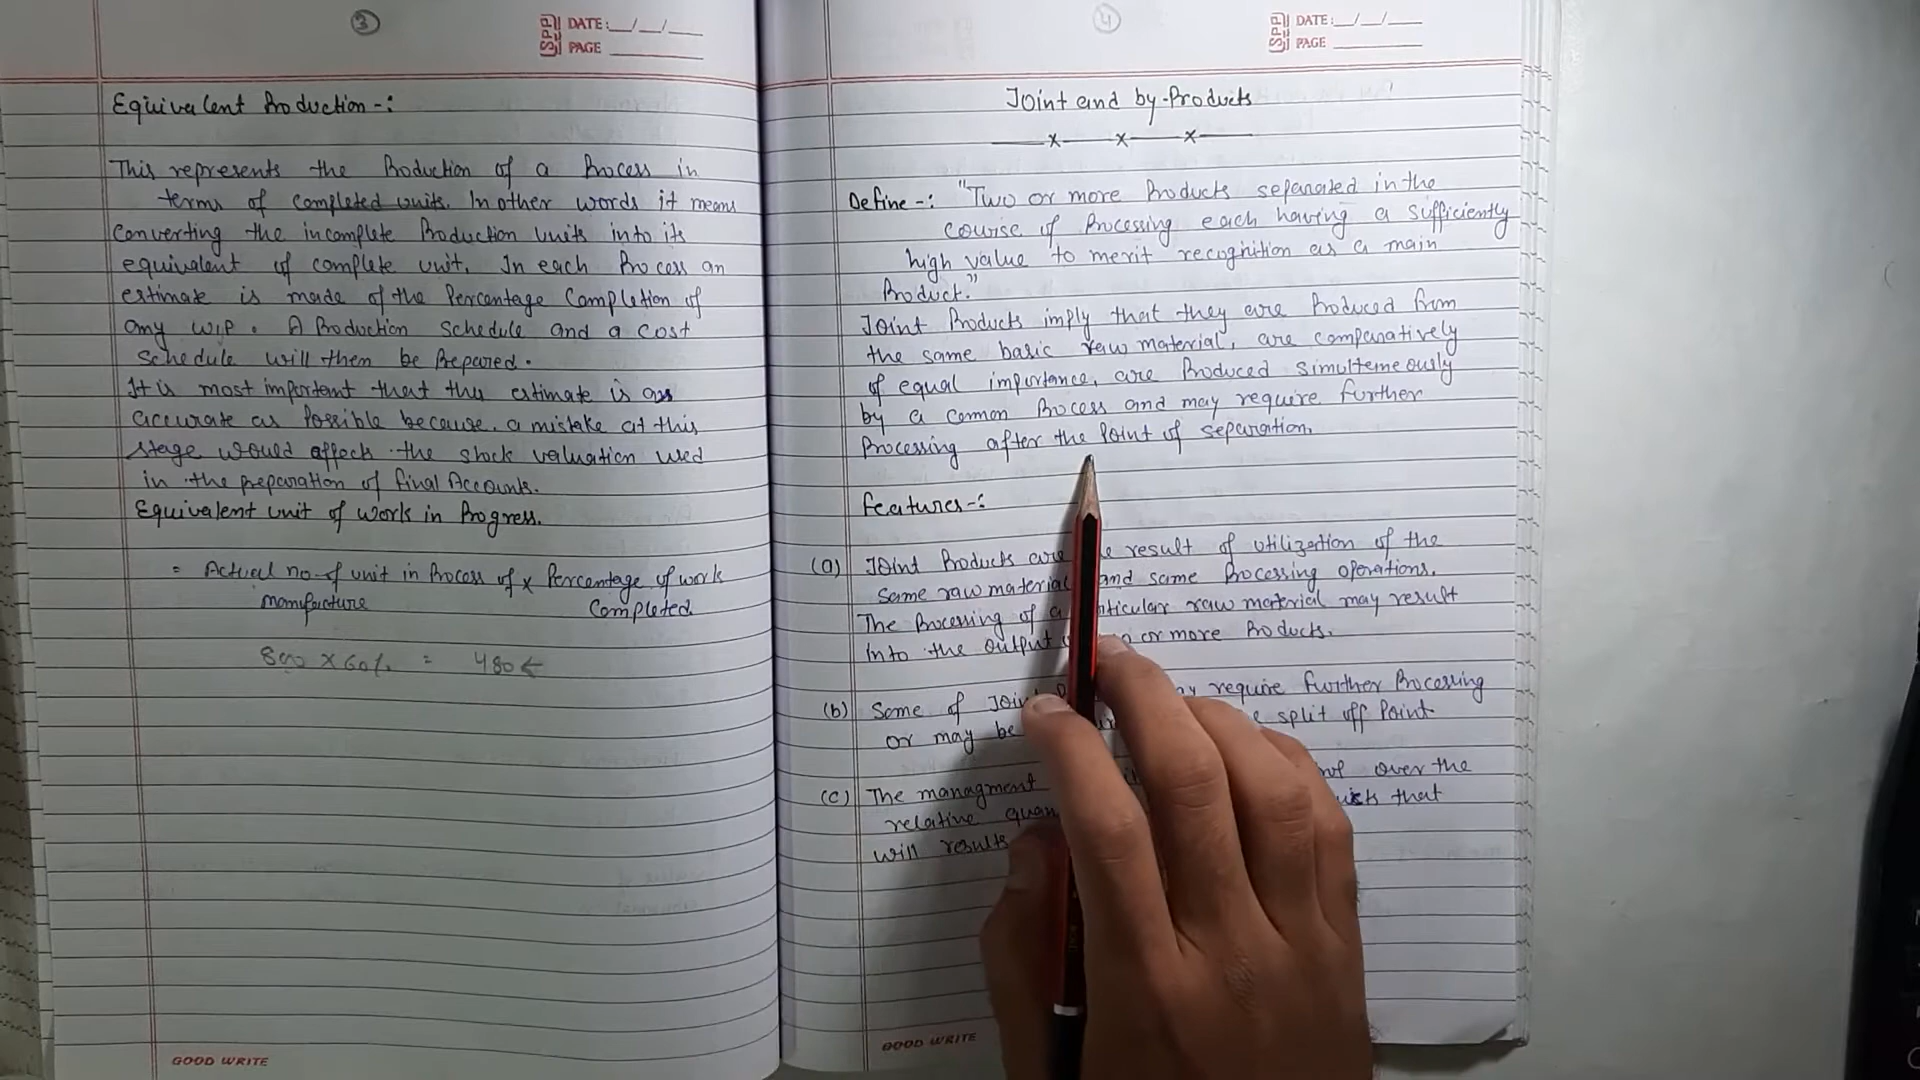 3
SPP DATE:__/__/__
PAGE
Equivalent Production-:
This represents the Production of a Process in
terms of completed units. In other words it means
converting the incomplete Production units into its
equivalent of complete unit. In each Process an
estimate is made of the Percentage Completion of
any WIP. A Production Schedule and a cost
schedule will then be Prepared.
It is most important that this estimate is as
accurate as Possible because, a mistake at this
stage would affects the stock valuation used
in the preparation of final Accounts.
Equivalent unit of work in Progress.
= Actual no of unit in Process of x Percentage of work
manufacture Completed.
800 x 60% = 480
GOOD WRITE
4
SPP DATE:__/__/__
PAGE
Joint and by-Products
Define-: "Two or more Products separated in the
course of Processing each having a sufficiently
high value to merit recognition as a main
Product."
Joint Products imply that they are Produced from
the same basic raw material, are comparatively
of equal importance, are Produced simultemeously
by a common Process and may require further
Processing after the Point of separation.
Features-:
(a) Joint Products are result of utilization of the
Same raw material and same Processing operations.
The Processing of a raw material may result
into the output or more Products.
(b) Some of require further Processing
or may be split off Point
(c) The managment over the
relative that
will results
GOOD WRITE